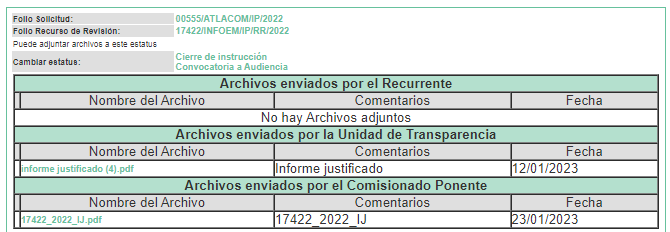 Folio Solicitud: 00555/ATLACOM/IP/2022
Folio Recurso de Revisión: 17422/INFOEM/IP/RR/2022
Puede adjuntar archivos a este estatus
Cambiar estatus: Cierre de instrucción
Convocatoria a Audiencia
Archivos enviados por el Recurrente
Nombre del Archivo Comentarios Fecha
No hay Archivos adjuntos
Archivos enviados por la Unidad de Transparencia
Nombre del Archivo Comentarios Fecha
informe justificado (4).pdf Informe justificado 12/01/2023
Archivos enviados por el Comisionado Ponente
Nombre del Archivo Comentarios Fecha
17422_2022_IJ.pdf 17422_2022_IJ 23/01/2023